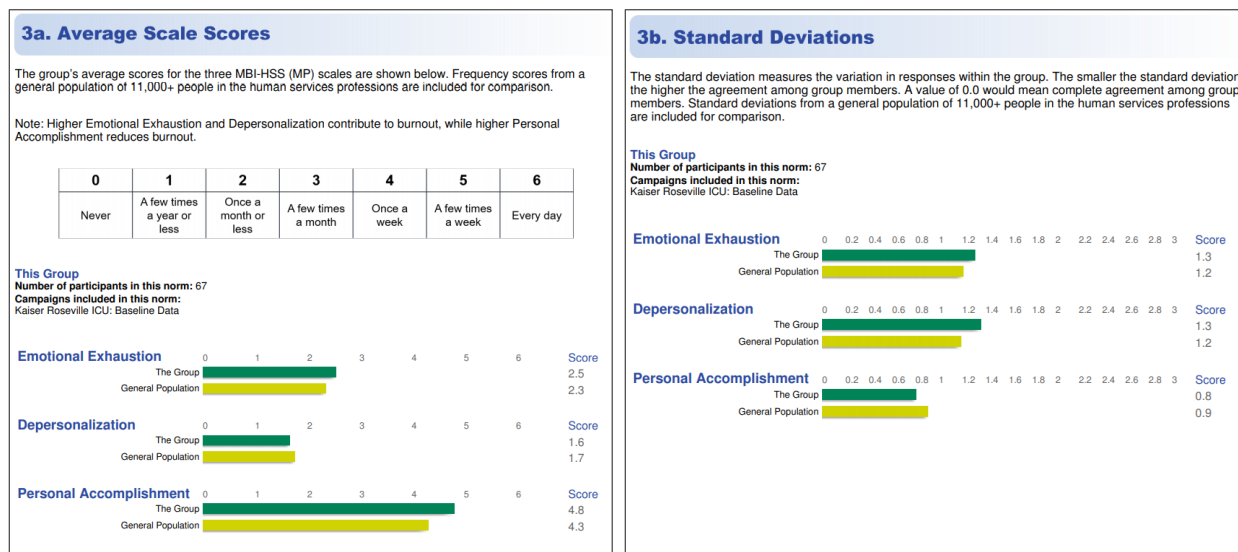 3a. Average Scale Scores
The group's average scores for the three MBI-HSS (MP) scales are shown below. Frequency scores from a
general population of 11,000+ people in the human services professions are included for comparison.
Note: Higher Emotional Exhaustion and Depersonalization contribute to burnout, while higher Personal
Accomplishment reduces burnout.
0 1 2 3 4 5 6
Never
A few times
a year or
less
Once a
month or
less
A few times
a month
Once a
week
A few times
a week
Every day
This Group
Number of participants in this norm: 67
Campaigns included in this norm:
Kaiser Roseville ICU: Baseline Data
Emotional Exhaustion 0 1 2 3 4 5 6 Score
The Group 2.5
General Population 2.3
Depersonalization 0 1 2 3 4 5 6 Score
The Group 1.6
General Population 1.7
Personal Accomplishment 0 1 2 3 4 5 6 Score
The Group 4.8
General Population 4.3
3b. Standard Deviations
The standard deviation measures the variation in responses within the group. The smaller the standard deviation
the higher the agreement among group members. A value of 0.0 would mean complete agreement among group
members. Standard deviations from a general population of 11,000+ people in the human services professions
are included for comparison.
This Group
Number of participants in this norm: 67
Campaigns included in this norm:
Kaiser Roseville ICU: Baseline Data
Emotional Exhaustion 0 0.2 0.4 0.6 0.8 1 1.2 1.4 1.6 1.8 2 2.2 2.4 2.6 2.8 3 Score
The Group 1.3
General Population 1.2
Depersonalization 0 0.2 0.4 0.6 0.8 1 1.2 1.4 1.6 1.8 2 2.2 2.4 2.6 2.8 3 Score
The Group 1.3
General Population 1.2
Personal Accomplishment 0 0.2 0.4 0.6 0.8 1 1.2 1.4 1.6 1.8 2 2.2 2.4 2.6 2.8 3 Score
The Group 0.8
General Population 0.9